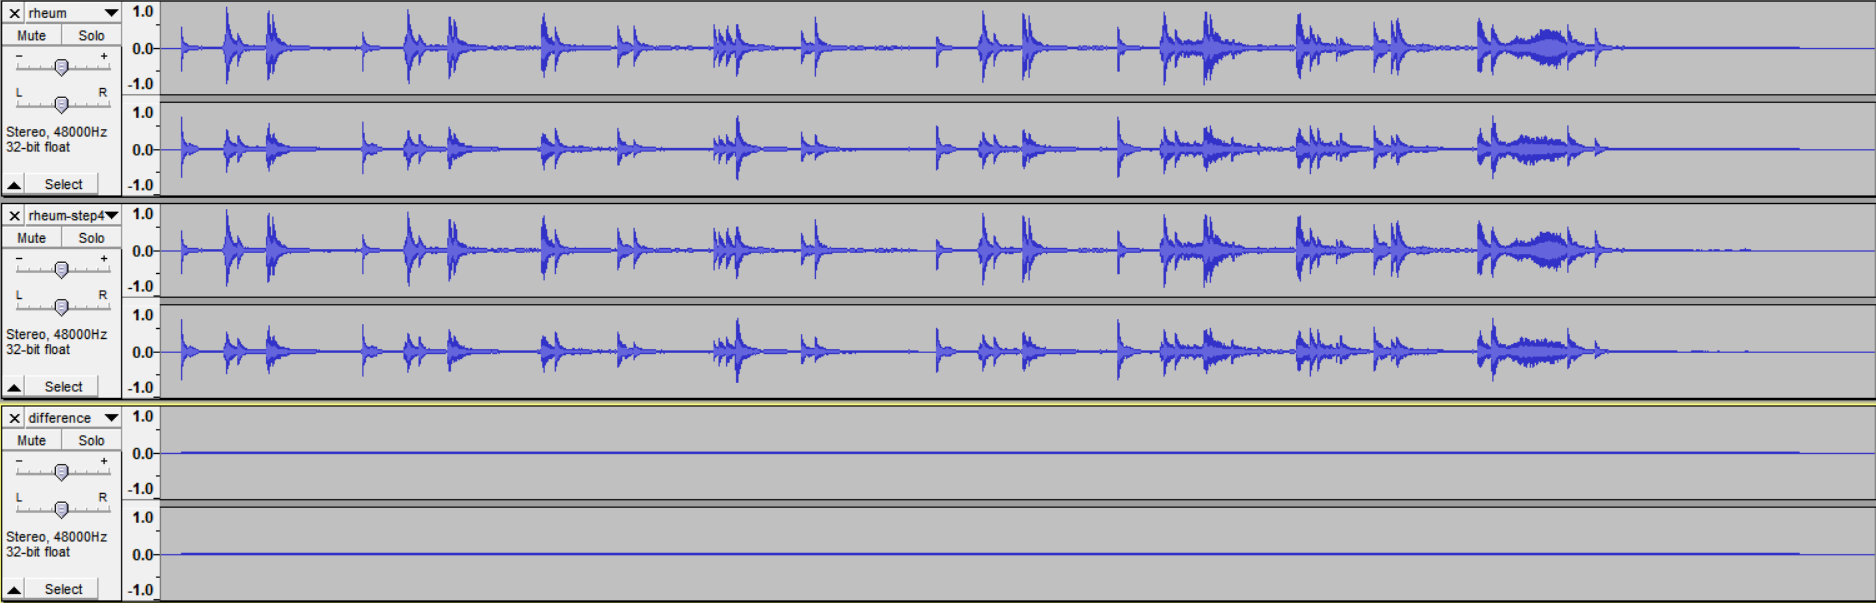 rheum
Mute Solo
- +
L R
Stereo, 48000Hz
32-bit float
Select
1.0
0.0
-1.0
1.0
0.0
-1.0
rheum-step4
Mute Solo
- +
L R
Stereo, 48000Hz
32-bit float
Select
1.0
0.0
-1.0
1.0
0.0
-1.0
difference
Mute Solo
- +
L R
Stereo, 48000Hz
32-bit float
Select
1.0
0.0
-1.0
1.0
0.0
-1.0